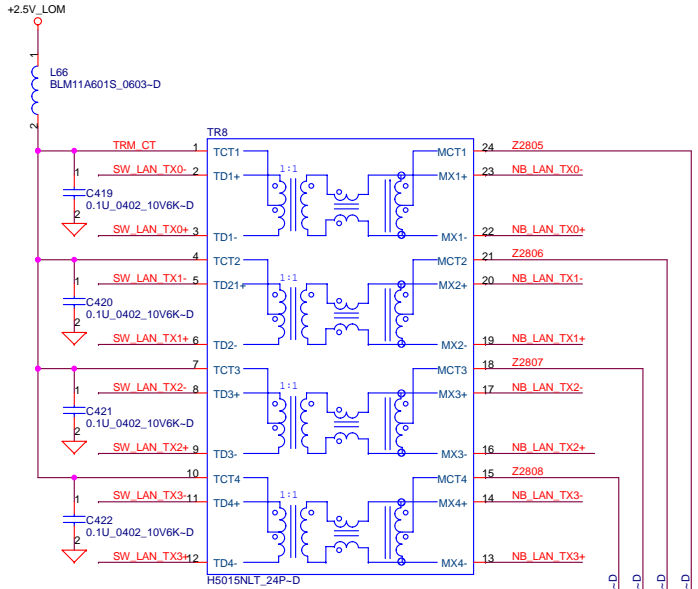 +2.5V_LOM
1
L66
BLM11A601S_0603~D
2
TR8
TRM_CT 1 TCT1 MCT1 24 Z2805
1 SW_LAN_TX0- 2 TD1+ 1:1 MX1+ 23 NB_LAN_TX0-
C419
0.1U_0402_10V6K~D
2 SW_LAN_TX0+ 3 TD1- MX1- 22 NB_LAN_TX0+
4 TCT2 MCT2 21 Z2806
1 SW_LAN_TX1- 5 TD21+ 1:1 MX2+ 20 NB_LAN_TX1-
C420
0.1U_0402_10V6K~D
2 SW_LAN_TX1+ 6 TD2- MX2- 19 NB_LAN_TX1+
7 TCT3 MCT3 18 Z2807
1 SW_LAN_TX2- 8 TD3+ 1:1 MX3+ 17 NB_LAN_TX2-
C421
0.1U_0402_10V6K~D
2 SW_LAN_TX2+ 9 TD3- MX3- 16 NB_LAN_TX2+
10 TCT4 MCT4 15 Z2808
1 SW_LAN_TX3- 11 TD4+ 1:1 MX4+ 14 NB_LAN_TX3-
C422
0.1U_0402_10V6K~D
2 SW_LAN_TX3+ 12 TD4- MX4- 13 NB_LAN_TX3+
H5015NLT_24P~D
~D
~D
~D
~D